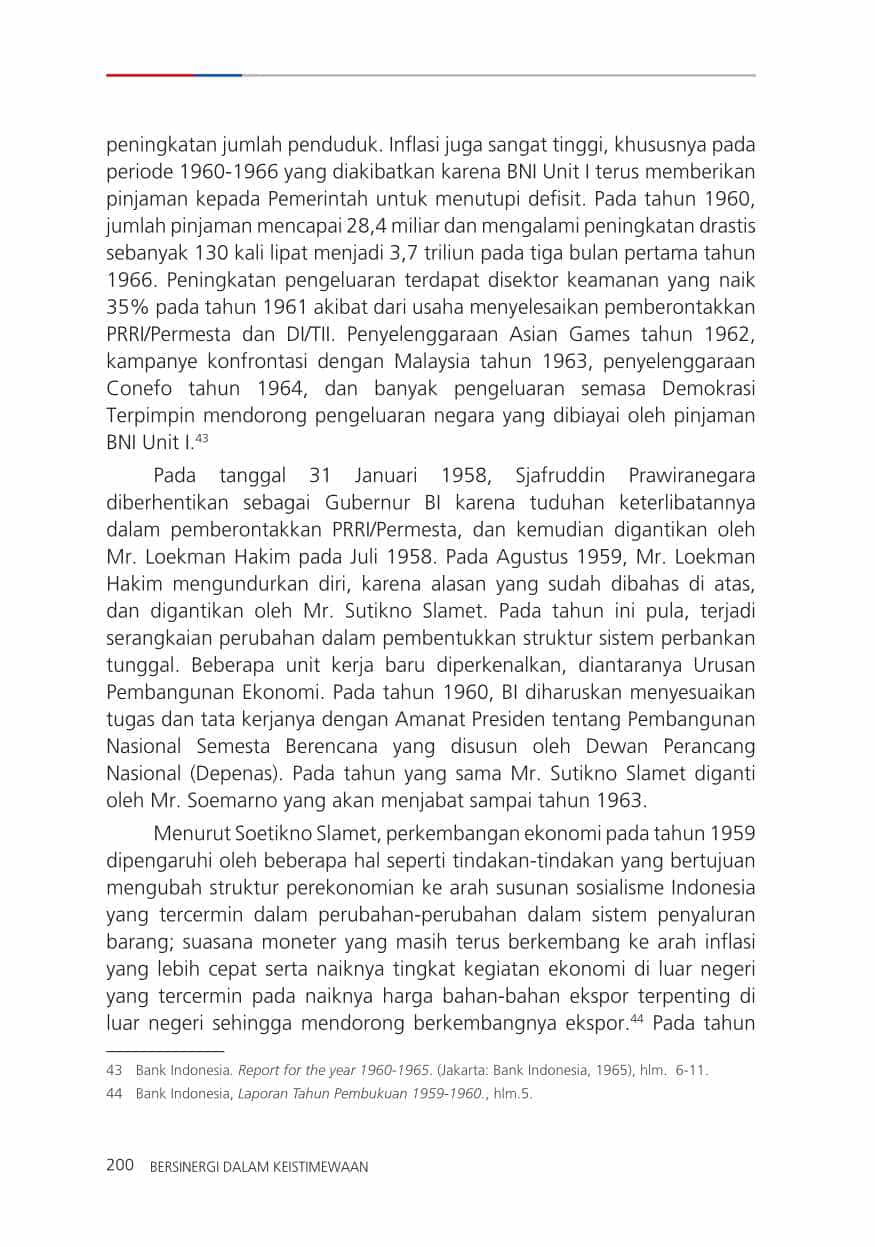 peningkatan jumlah penduduk. Inflasi juga sangat tinggi, khususnya pada
periode 1960-1966 yang diakibatkan karena BNI Unit I terus memberikan
pinjaman kepada Pemerintah untuk menutupi defisit. Pada tahun 1960,
jumlah pinjaman mencapai 28,4 miliar dan mengalami peningkatan drastis
sebanyak 130 kali lipat menjadi 3,7 triliun pada tiga bulan pertama tahun
1966. Peningkatan pengeluaran terdapat disektor keamanan yang naik
35% pada tahun 1961 akibat dari usaha menyelesaikan pemberontakkan
PRRI/Permesta dan DI/TII. Penyelenggaraan Asian Games tahun 1962,
kampanye konfrontasi dengan Malaysia tahun 1963, penyelenggaraan
Conefo tahun 1964, dan banyak pengeluaran semasa Demokrasi
Terpimpin mendorong pengeluaran negara yang dibiayai oleh pinjaman
BNI Unit I.43
Pada tanggal 31 Januari 1958, Sjafruddin Prawiranegara
diberhentikan sebagai Gubernur BI karena tuduhan keterlibatannya
dalam pemberontakkan PRRI/Permesta, dan kemudian digantikan oleh
Mr. Loekman Hakim pada Juli 1958. Pada Agustus 1959, Mr. Loekman
Hakim mengundurkan diri, karena alasan yang sudah dibahas di atas,
dan digantikan oleh Mr. Sutikno Slamet. Pada tahun ini pula, terjadi
serangkaian perubahan dalam pembentukkan struktur sistem perbankan
tunggal. Beberapa unit kerja baru diperkenalkan, diantaranya Urusan
Pembangunan Ekonomi. Pada tahun 1960, BI diharuskan menyesuaikan
tugas dan tata kerjanya dengan Amanat Presiden tentang Pembangunan
Nasional Semesta Berencana yang disusun oleh Dewan Perancang
Nasional (Depenas). Pada tahun yang sama Mr. Sutikno Slamet diganti
oleh Mr. Soemarno yang akan menjabat sampai tahun 1963.
Menurut Soetikno Slamet, perkembangan ekonomi pada tahun 1959
dipengaruhi oleh beberapa hal seperti tindakan-tindakan yang bertujuan
mengubah struktur perekonomian ke arah susunan sosialisme Indonesia
yang tercermin dalam perubahan-perubahan dalam sistem penyaluran
barang; suasana moneter yang masih terus berkembang ke arah inflasi
yang lebih cepat serta naiknya tingkat kegiatan ekonomi di luar negeri
yang tercermin pada naiknya harga bahan-bahan ekspor terpenting di
luar negeri sehingga mendorong berkembangnya ekspor.44 Pada tahun
43 Bank Indonesia. Report for the year 1960-1965. (Jakarta: Bank Indonesia, 1965), hlm. 6-11.
44 Bank Indonesia, Laporan Tahun Pembukuan 1959-1960., hlm.5.
200 BERSINERGI DALAM KEISTIMEWAAN